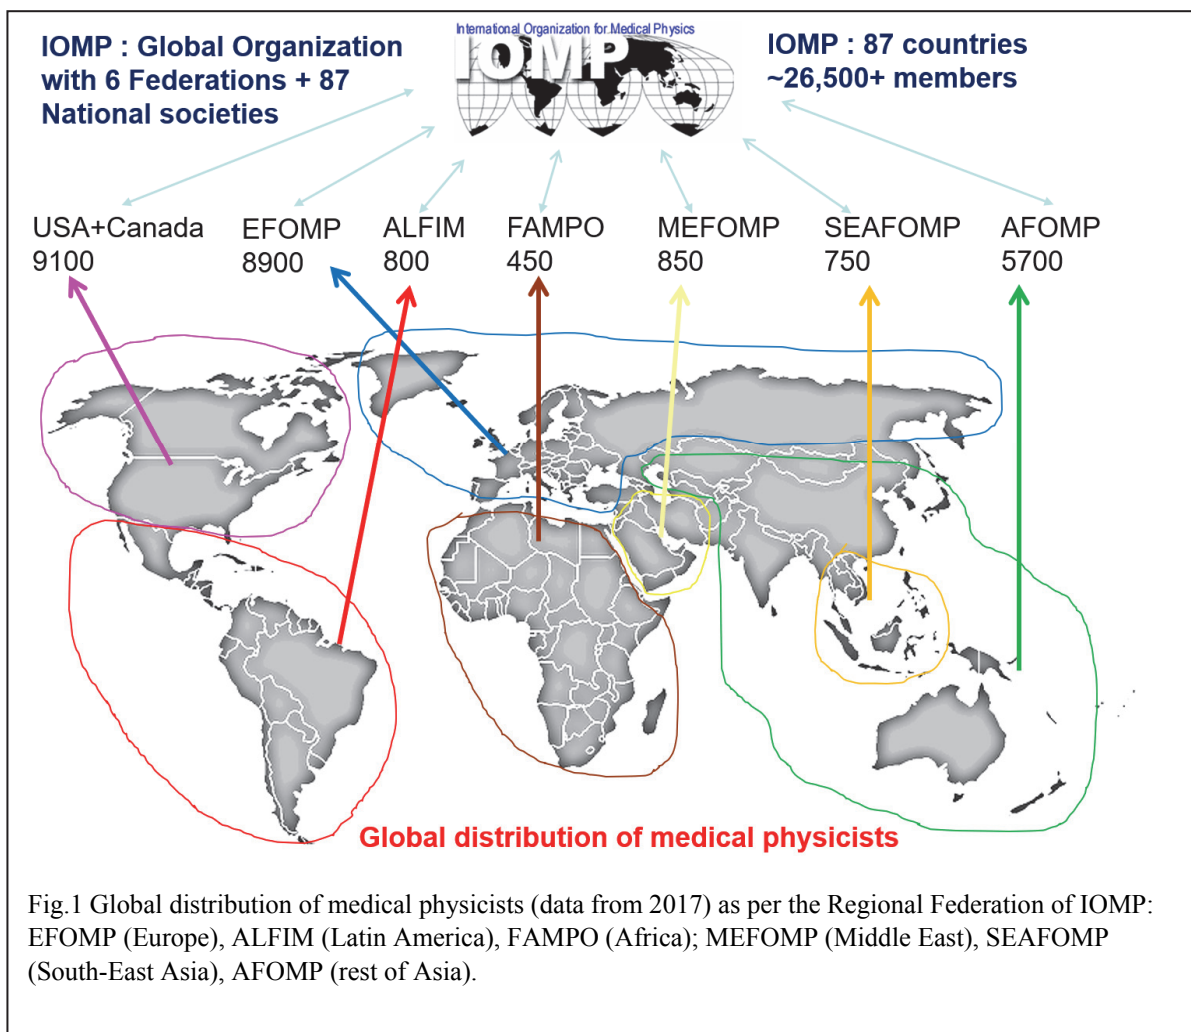 International Organization for Medical Physics
IOMP
IOMP : Global Organization
with 6 Federations + 87
National societies
IOMP : 87 countries
~26,500+ members
USA+Canada
9100
EFOMP
8900
ALFIM
800
FAMPO
450
MEFOMP
850
SEAFOMP
750
AFOMP
5700
Global distribution of medical physicists
Fig.1 Global distribution of medical physicists (data from 2017) as per the Regional Federation of IOMP:
EFOMP (Europe), ALFIM (Latin America), FAMPO (Africa); MEFOMP (Middle East), SEAFOMP
(South-East Asia), AFOMP (rest of Asia).